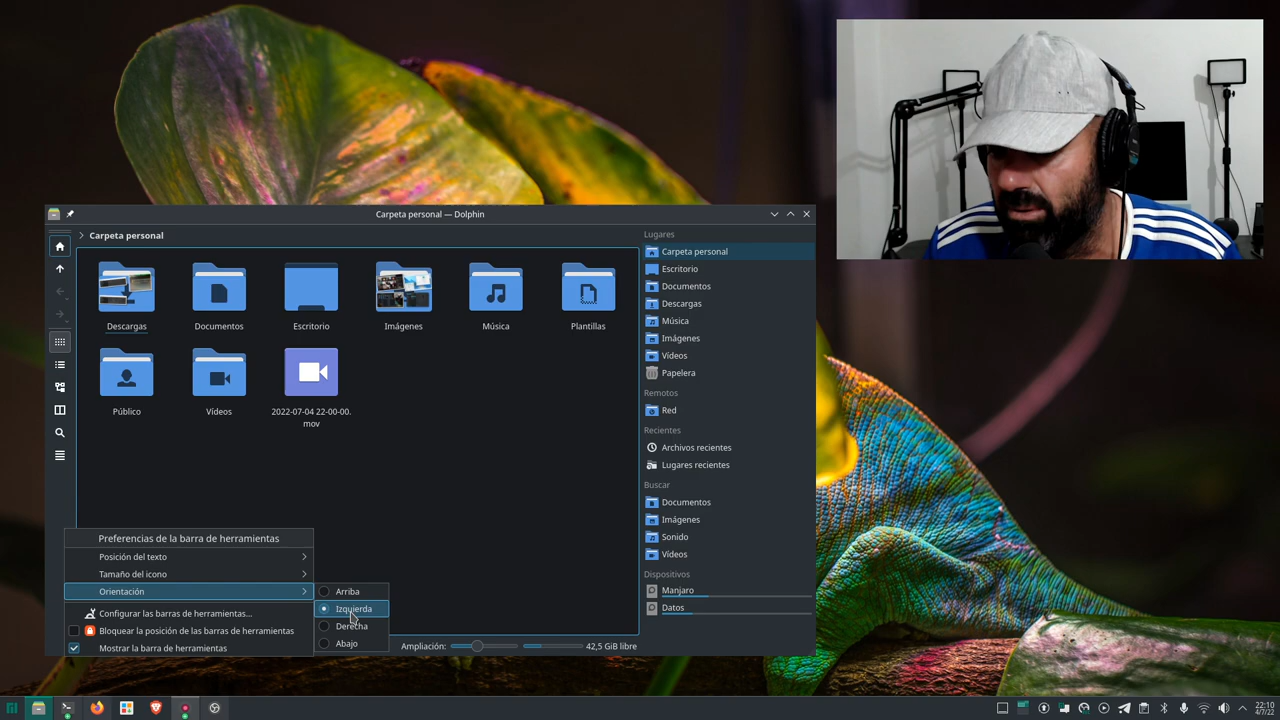 Carpeta personal — Dolphin
Carpeta personal
Descargas
Documentos
Escritorio
Imágenes
Música
Plantillas
Público
Vídeos
2022-07-04 22-00-00.
mov
Lugares
Carpeta personal
Escritorio
Documentos
Descargas
Música
Imágenes
Vídeos
Papelera
Remotos
Red
Recientes
Archivos recientes
Lugares recientes
Buscar
Documentos
Imágenes
Sonido
Vídeos
Dispositivos
Manjaro
Datos
Preferencias de la barra de herramientas
Posición del texto
Tamaño del icono
Orientación
Configurar las barras de herramientas...
Bloquear la posición de las barras de herramientas
Mostrar la barra de herramientas
Arriba
Izquierda
Derecha
Abajo
Ampliación:
42,5 GiB libre
22:10
4/7/22